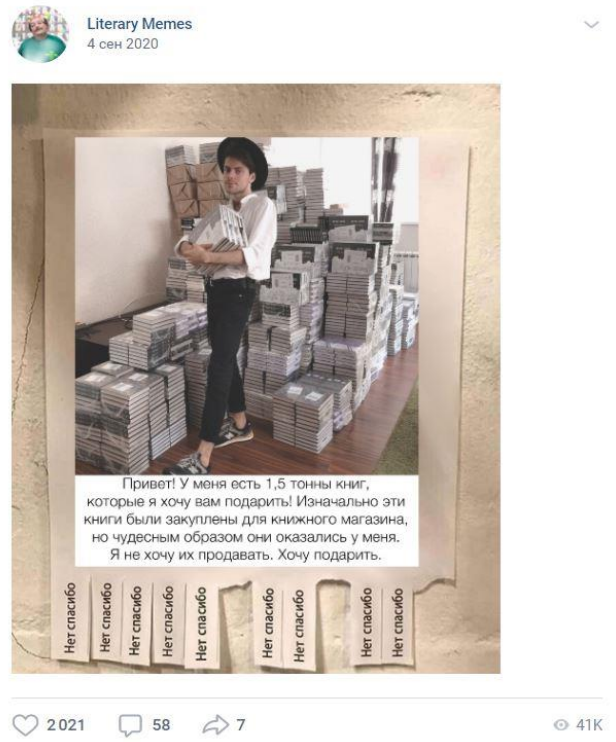 Literary Memes
4 сен 2020
Привет! У меня есть 1,5 тонны книг,
которые я хочу вам подарить! Изначально эти
книги были закуплены для книжного магазина,
но чудесным образом они оказались у меня.
Я не хочу их продавать. Хочу подарить.
Нет спасибо
Нет спасибо
Нет спасибо
Нет спасибо
Нет спасибо
Нет спасибо
Нет спасибо
Нет спасибо
Нет спасибо
2 021
58
7
41K